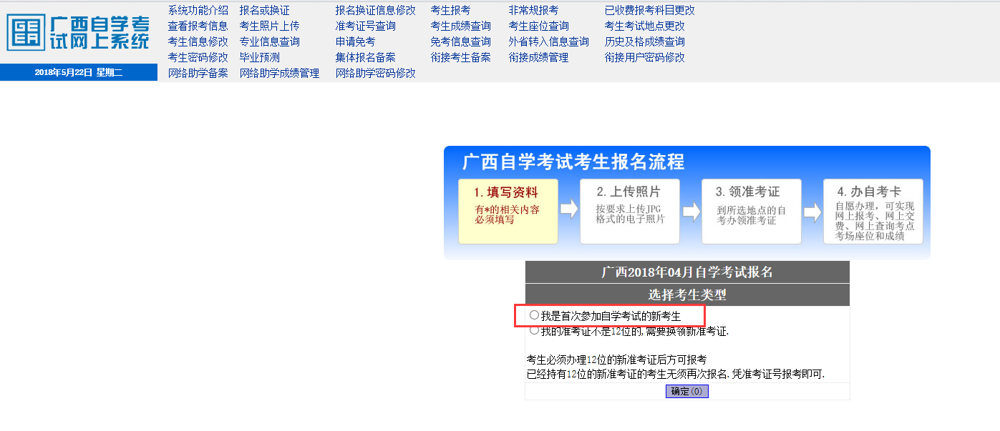 广西自学考
试网上系统
2018年5月22日 星期二
系统功能介绍 报名或换证 报名换证信息修改 考生报考 非常规报考 已收费报考科目更改
查看报考信息 考生照片上传 准考证号查询 考生成绩查询 考生座位查询 考生考试地点更改
考生信息修改 专业信息查询 申请免考 免考信息查询 外省转入信息查询 历史及格成绩查询
考生密码修改 毕业预测 集体报名备案 衔接考生备案 衔接成绩管理 衔接用户密码修改
网络助学备案 网络助学成绩管理 网络助学密码修改
广西自学考试考生报名流程
1.填写资料
有*的相关内容
必须填写
2.上传照片
按要求上传JPG
格式的电子照片
3.领准考证
到所选地点的自
考办领准考证
4.办自考卡
自愿办理，可实现
网上报考、网上交
费、网上查询考点
考场座位和成绩
广西2018年04月自学考试报名
选择考生类型
我是首次参加自学考试的新考生
我的准考证不是12位的,需要换领新准考证.
考生必须办理12位的新准考证后方可报考
已经持有12位的新准考证的考生无须再次报名.凭准考证号报考即可.
确定(0)